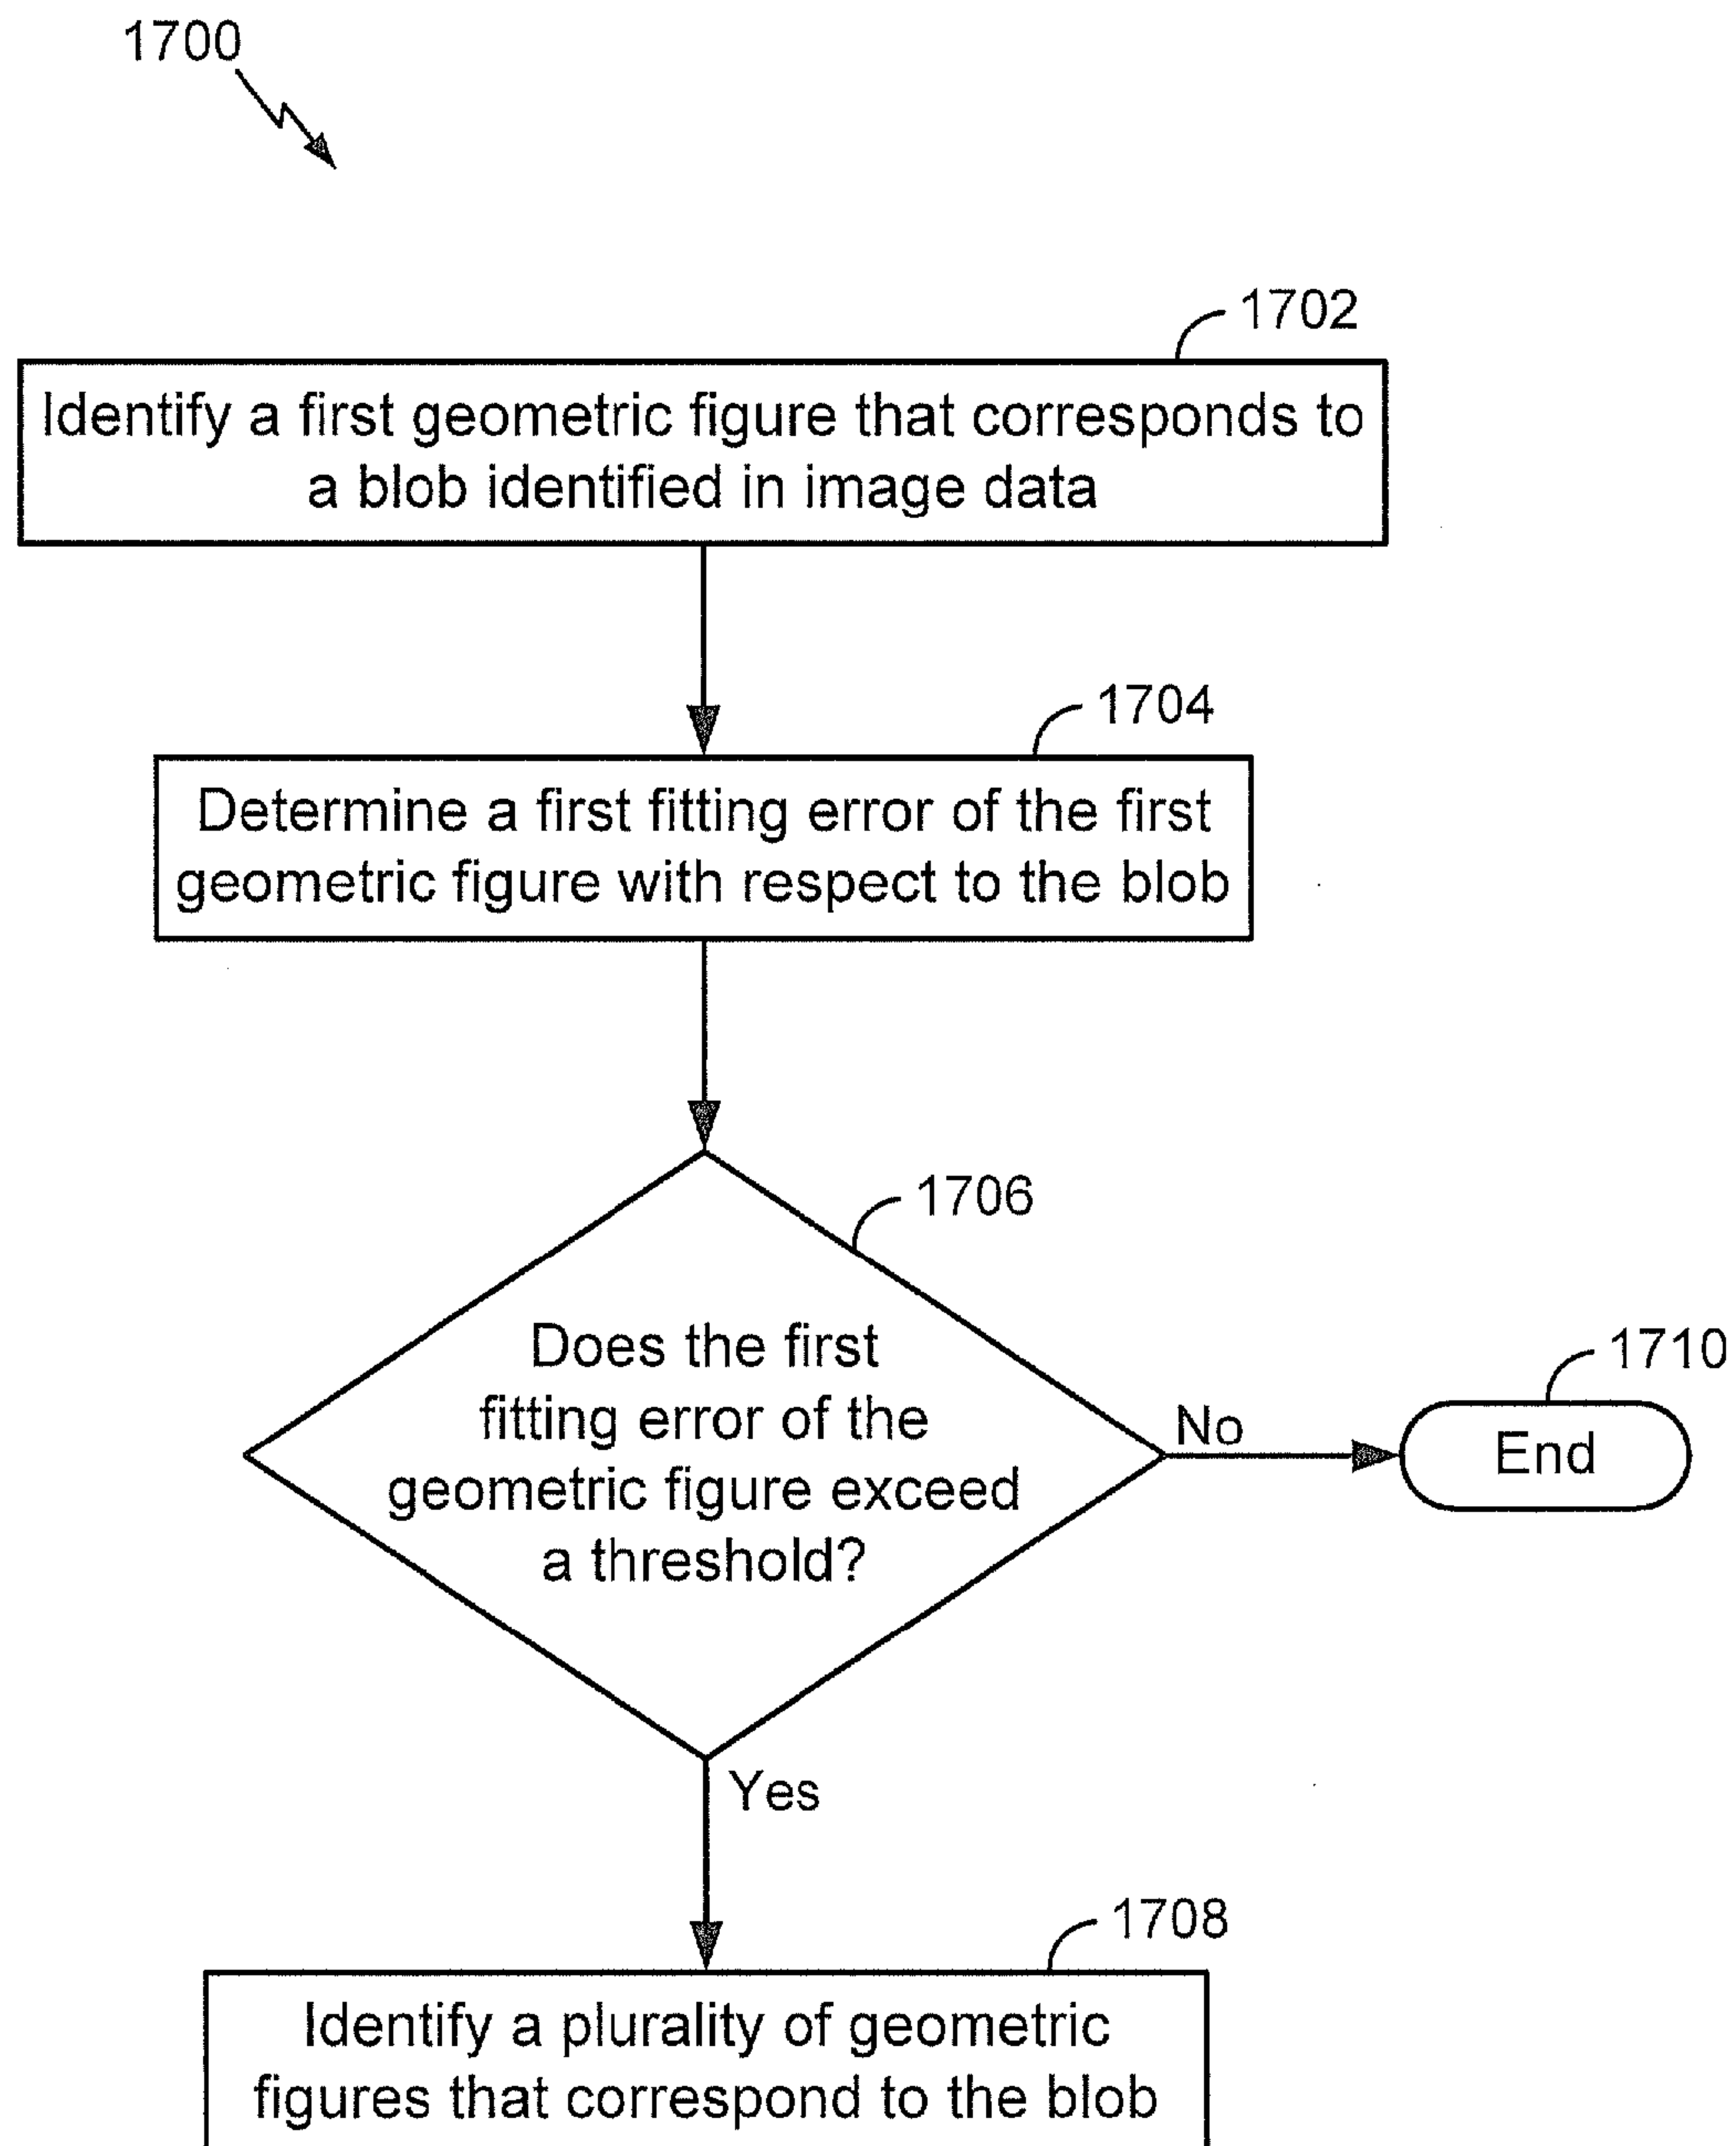 1700
1702
Identify a first geometric figure that corresponds to
a blob identified in image data
1704
Determine a first fitting error of the first
geometric figure with respect to the blob
1706
Does the first
fitting error of the
geometric figure exceed
a threshold?
No
1710
End
Yes
1708
Identify a plurality of geometric
figures that correspond to the blob